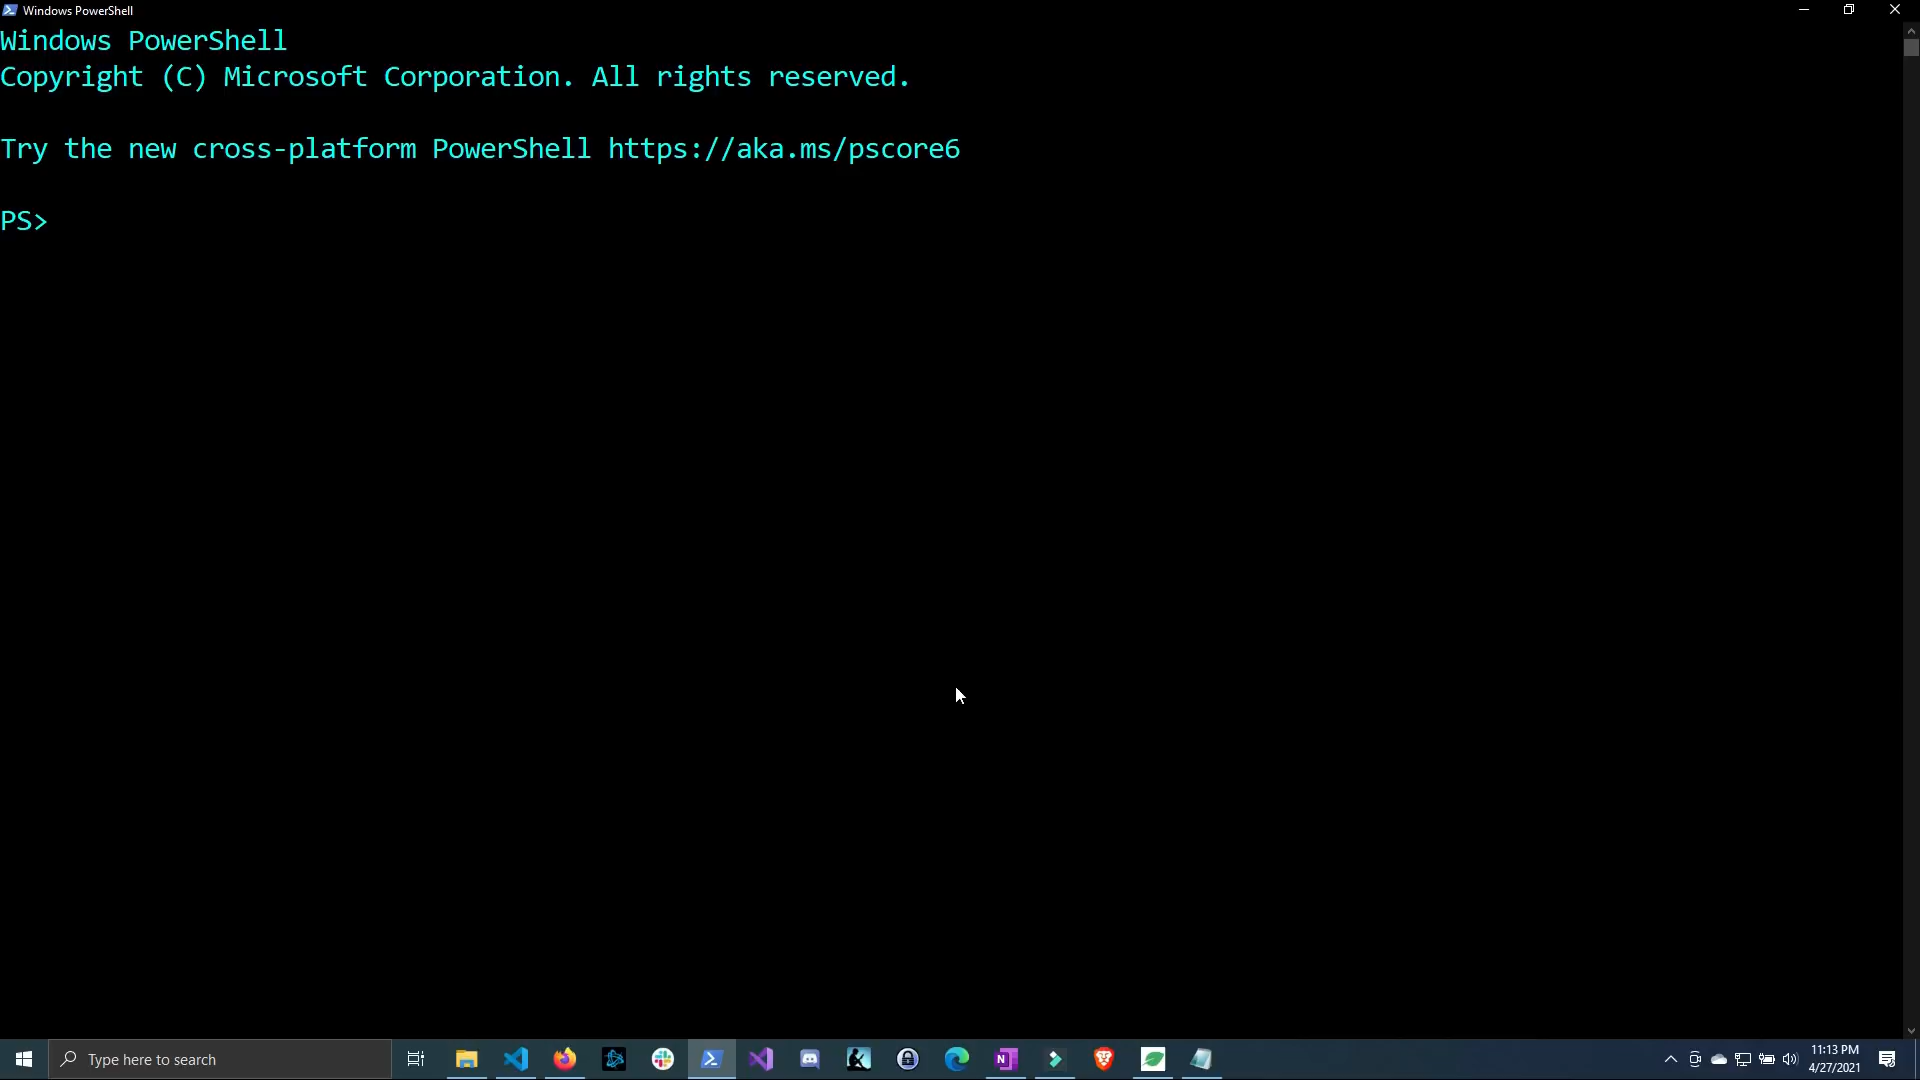 Windows PowerShell
Windows PowerShell
Copyright (C) Microsoft Corporation. All rights reserved.
Try the new cross-platform PowerShell https://aka.ms/pscore6
PS>
Type here to search
11:13 PM
4/27/2021